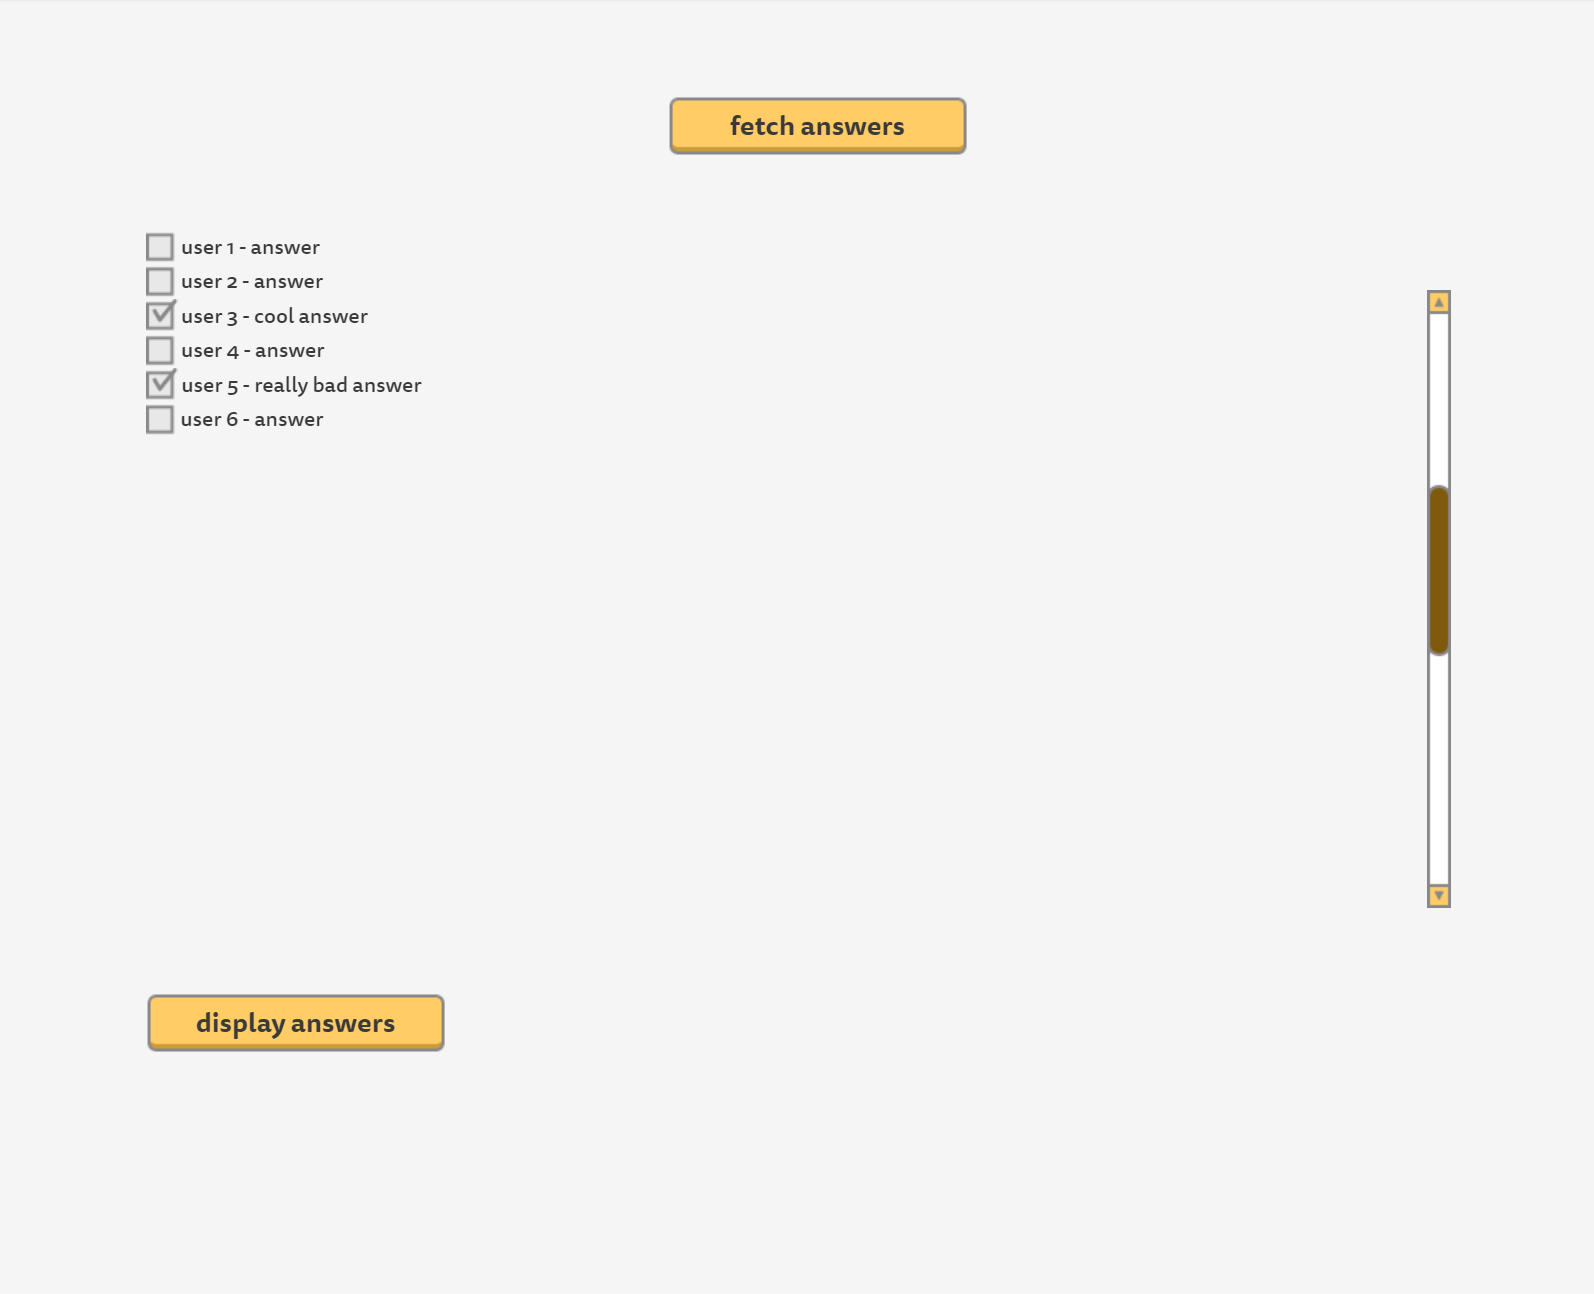 fetch answers
user 1 - answer
user 2 - answer
user 3 - cool answer
user 4 - answer
user 5 - really bad answer
user 6 - answer
display answers